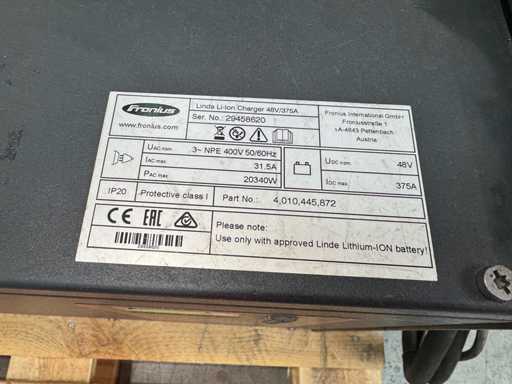 Fronius
www.fronius.com
Linde Li-Ion Charger 48V/375A
Ser. No.: 29458620
Fronius International GmbH
Froniusstraße 1
A-4643 Pettenbach
Austria
UAC nom. 3~ NPE 400V 50/60Hz
IAC max. 31.5A
PAC max. 20340W
UDC nom. 48V
IDC max. 375A
IP20 Protective class I Part No.: 4,010,445,872
CE EAC
Please note:
Use only with approved Linde Lithium-ION battery!